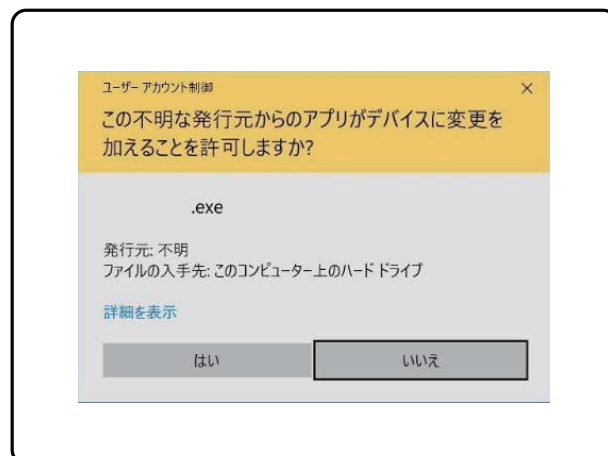 ユーザー アカウント制御
この不明な発行元からのアプリがデバイスに変更を
加えることを許可しますか?
.exe
発行元: 不明
ファイルの入手先: このコンピューター上のハード ドライブ
詳細を表示
はい
いいえ